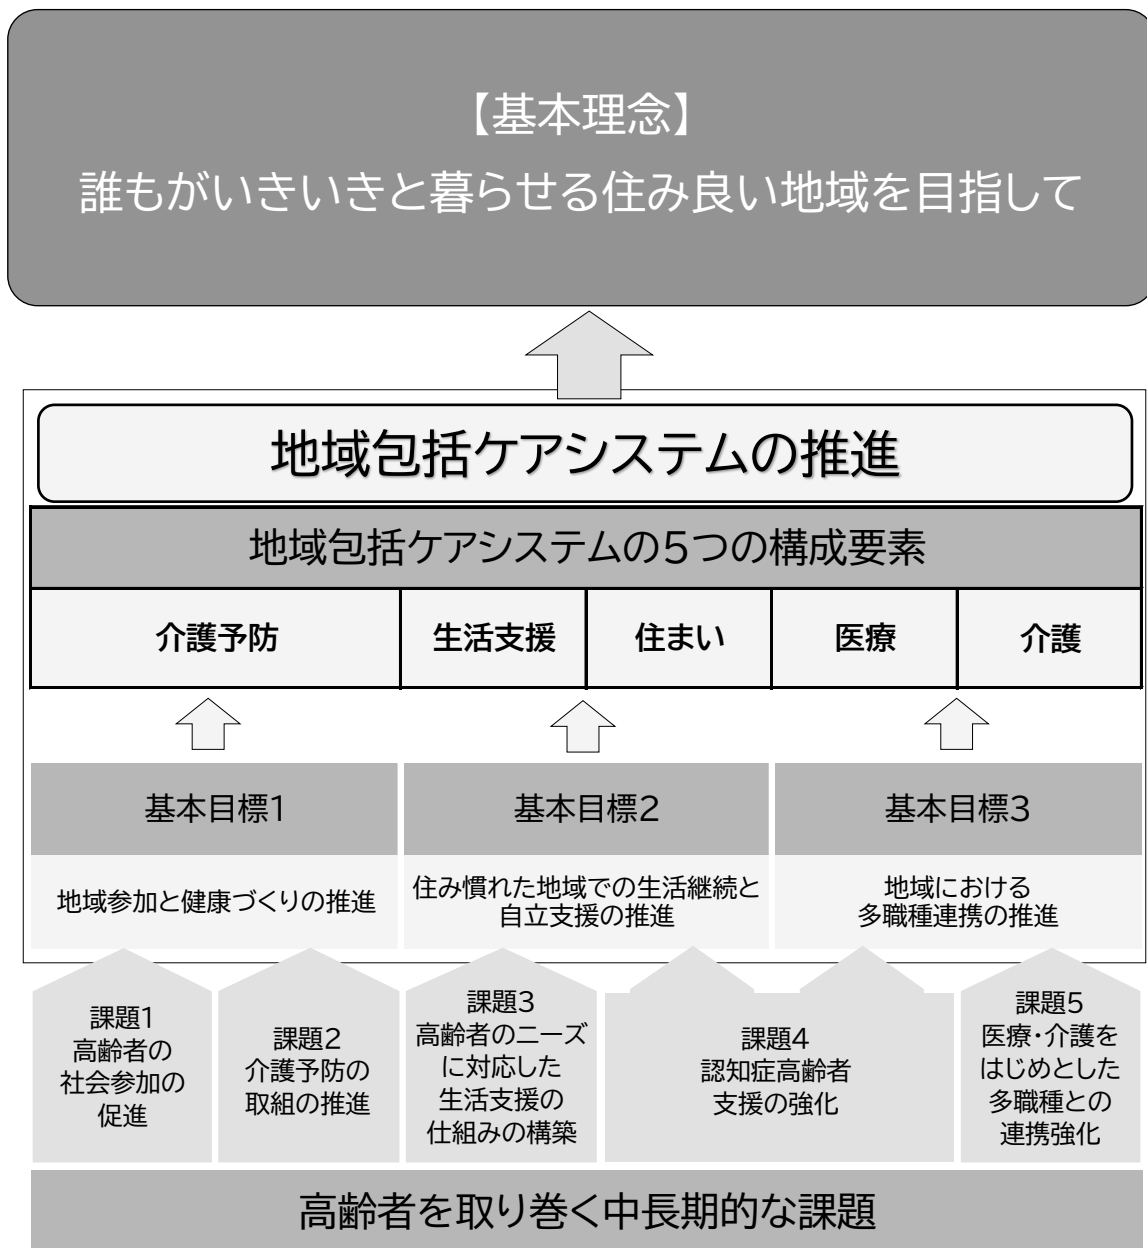 【基本理念】
誰もがいきいきと暮らせる住み良い地域を目指して
地域包括ケアシステムの推進
地域包括ケアシステムの5つの構成要素
介護予防
生活支援
住まい
医療
介護
基本目標1
地域参加と健康づくりの推進
基本目標2
住み慣れた地域での生活継続と
自立支援の推進
基本目標3
地域における
多職種連携の推進
課題1
高齢者の
社会参加の
促進
課題2
介護予防の
取組の推進
課題3
高齢者のニーズ
に対応した
生活支援の
仕組みの構築
課題4
認知症高齢者
支援の強化
課題5
医療・介護を
はじめとした
多職種との
連携強化
高齢者を取り巻く中長期的な課題